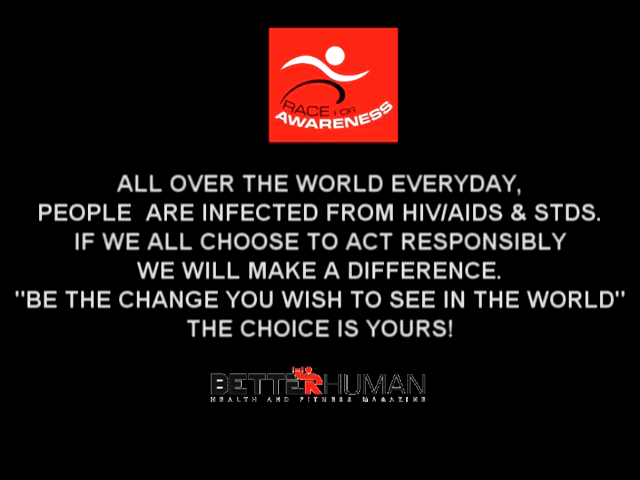 RACE FOR
AWARENESS
ALL OVER THE WORLD EVERYDAY,
PEOPLE  ARE INFECTED FROM HIV/AIDS & STDS.
IF WE ALL CHOOSE TO ACT RESPONSIBLY
WE WILL MAKE A DIFFERENCE.
"BE THE CHANGE YOU WISH TO SEE IN THE WORLD"
THE CHOICE IS YOURS!
BETTERHUMAN
HEALTH AND FITNESS MAGAZINE